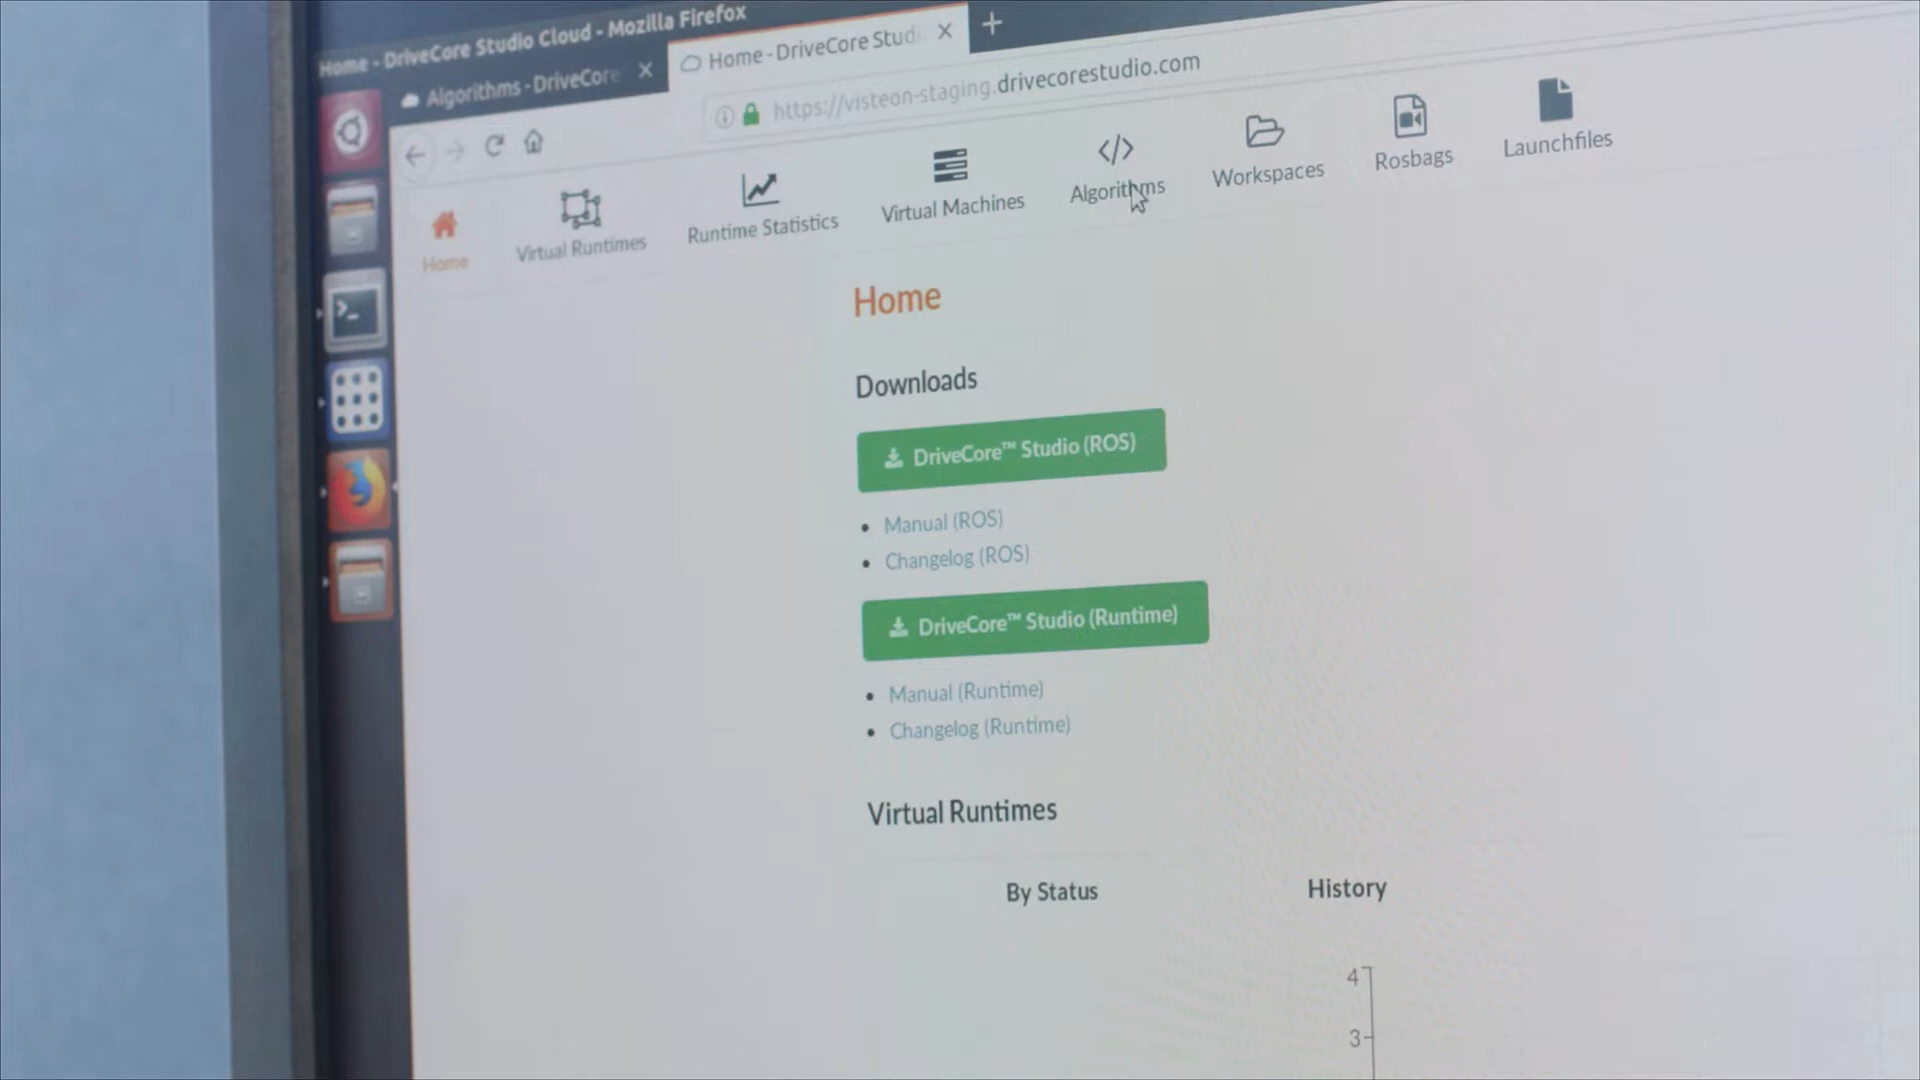 Home - DriveCore Studio Cloud - Mozilla Firefox
Algorithms - DriveCore
Home - DriveCore Stud
https://visteon-staging.drivecorestudio.com
Home
Virtual Runtimes
Runtime Statistics
Virtual Machines
Algorithms
Workspaces
Rosbags
Launchfiles
Home
Downloads
DriveCore™ Studio (ROS)
Manual (ROS)
Changelog (ROS)
DriveCore™ Studio (Runtime)
Manual (Runtime)
Changelog (Runtime)
Virtual Runtimes
By Status
History
4
3